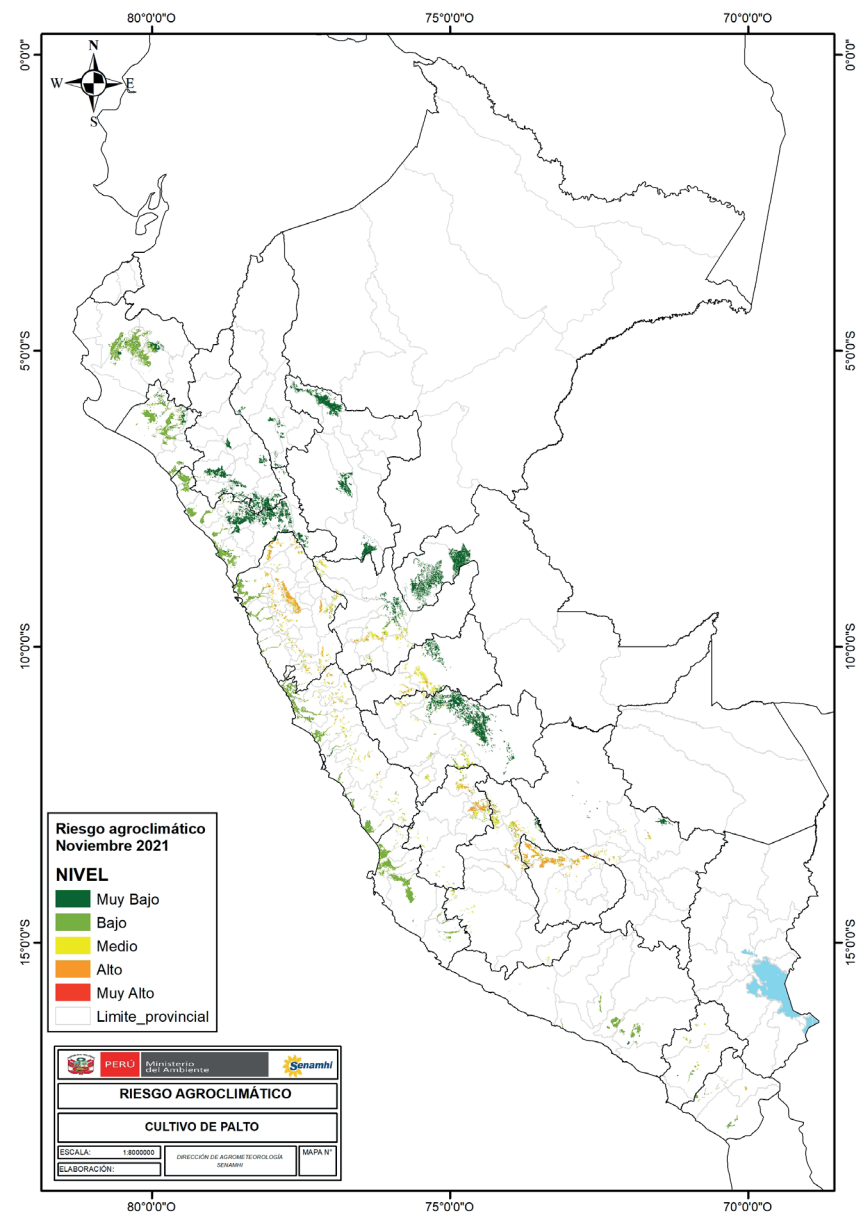 80°0'0"O 75°0'0"O 70°0'0"O
N
W E
S
0°0'0"
0°0'0"
5°0'0"S
5°0'0"S
10°0'0"S
10°0'0"S
15°0'0"S
15°0'0"S
Riesgo agroclimático
Noviembre 2021
NIVEL
Muy Bajo
Bajo
Medio
Alto
Muy Alto
Limite_provincial
PERÚ Ministerio
del Ambiente
Senamhi
RIESGO AGROCLIMÁTICO
CULTIVO DE PALTO
ESCALA: 1:6000000
ELABORACIÓN:
DIRECCIÓN DE AGROMETEOROLOGÍA
SENAMHI
MAPA N°
80°0'0"O 75°0'0"O 70°0'0"O